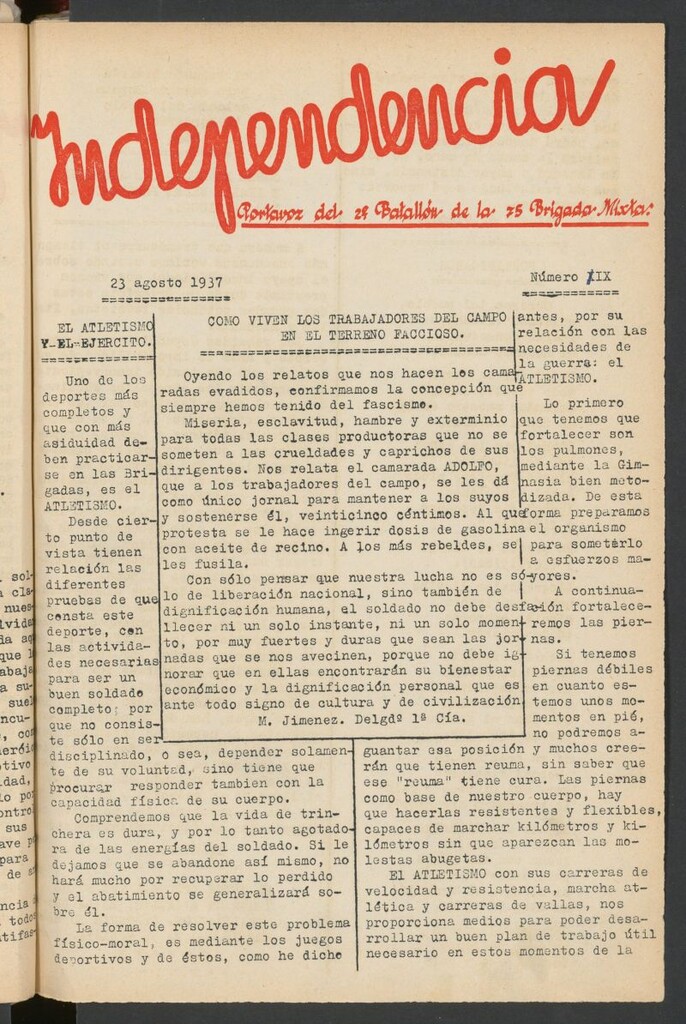 Independencia
Portavoz del 2º Batallón de la 75 Brigada Mixta.
23 agosto 1937
Número IX
EL ATLETISMO
Y EL EJERCITO.
Uno de los
deportes más
completos y
que con más
asiduidad de-
ben practicar-
se en las Bri-
gadas, es el
ATLETISMO.
Desde cier-
to punto de
vista tienen
relación las
diferentes
pruebas de que
consta este
deporte, con
las activida-
des necesarias
para ser un
buen soldado
completo; por
que no consis-
te sólo en ser
disciplinado, o sea, depender solamen-
te de su voluntad, sino tiene que
procurar responder tambien con la
capacidad física de su cuerpo.
Comprendemos que la vida de trin-
chera es dura, y por lo tanto agotado-
ra de las energías del soldado. Si le
dejamos que se abandone así mismo, no
hará mucho por recuperar lo perdido
y el abatimiento se generalizará so-
bre él.
La forma de resolver este problema
físico-moral, es mediante los juegos
deportivos y de éstos, como he dicho
antes, por su
relación con las
necesidades de
la guerra: el
ATLETISMO.
Lo primero
que tenemos que
fortalecer son
los pulmones,
mediante la Gim-
nasia bien meto-
dizada. De esta
forma preparamos
el organismo
para someterlo
a esfuerzos ma-
yores.
A continua-
ción fortalece-
remos las pier-
nas.
Si tenemos
piernas débiles
en cuanto es-
temos unos mo-
mentos en pié,
no podremos a-
guantar esa posición y muchos cree-
rán que tienen reuma, sin saber que
ese "reuma" tiene cura. Las piernas
como base de nuestro cuerpo, hay
que hacerlas resistentes y flexibles,
capaces de marchar kilómetros y ki-
lómetros sin que aparezcan las mo-
lestas abugetas.
El ATLETISMO con sus carreras de
velocidad y resistencia, marcha at-
lética y carreras de vallas, nos
proporciona medios para poder desa-
rrollar un buen plan de trabajo útil
necesario en estos momentos de la
COMO VIVEN LOS TRABAJADORES DEL CAMPO
EN EL TERRENO FACCIOSO.
Oyendo los relatos que nos hacen los cama-
radas evadidos, confirmamos la concepción que
siempre hemos tenido del fascismo.
Miseria, esclavitud, hambre y exterminio
para todas las clases productoras que no se
someten a las crueldades y caprichos de sus
dirigentes. Nos relata el camarada ADOLFO,
que a los trabajadores del campo, se les dá
como único jornal para mantener a los suyos
y sostenerse él, veinticinco céntimos. Al que
protesta se le hace ingerir dosis de gasolina
con aceite de recino. A los más rebeldes, se
les fusila.
Con sólo pensar que nuestra lucha no es só-
lo de liberación nacional, sino también de
dignificación humana, el soldado no debe desfa-
llecer ni un solo instante, ni un solo momen-
to, por muy fuertes y duras que sean las jor-
nadas que se nos avecinen, porque no debe ig-
norar que en ellas encontrarán su bienestar
económico y la dignificación personal que es
ante todo signo de cultura y de civilización
M. Jimenez. Delgdº 1ª Cía.